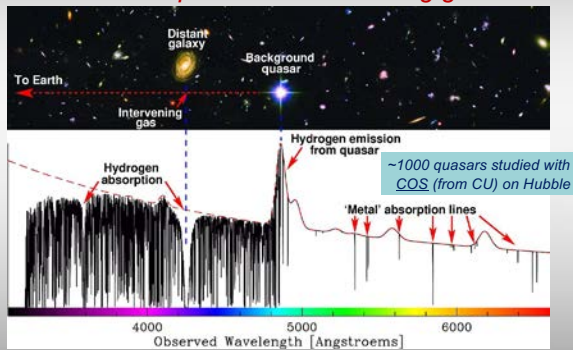 Distant
galaxy
To Earth
Background
quasar
Intervening
gas
Hydrogen emission
from quasar
~1000 quasars studied with
COS (from CU) on Hubble
Hydrogen
absorption
'Metal' absorption lines
4000
5000
6000
Observed Wavelength [Angstroems]